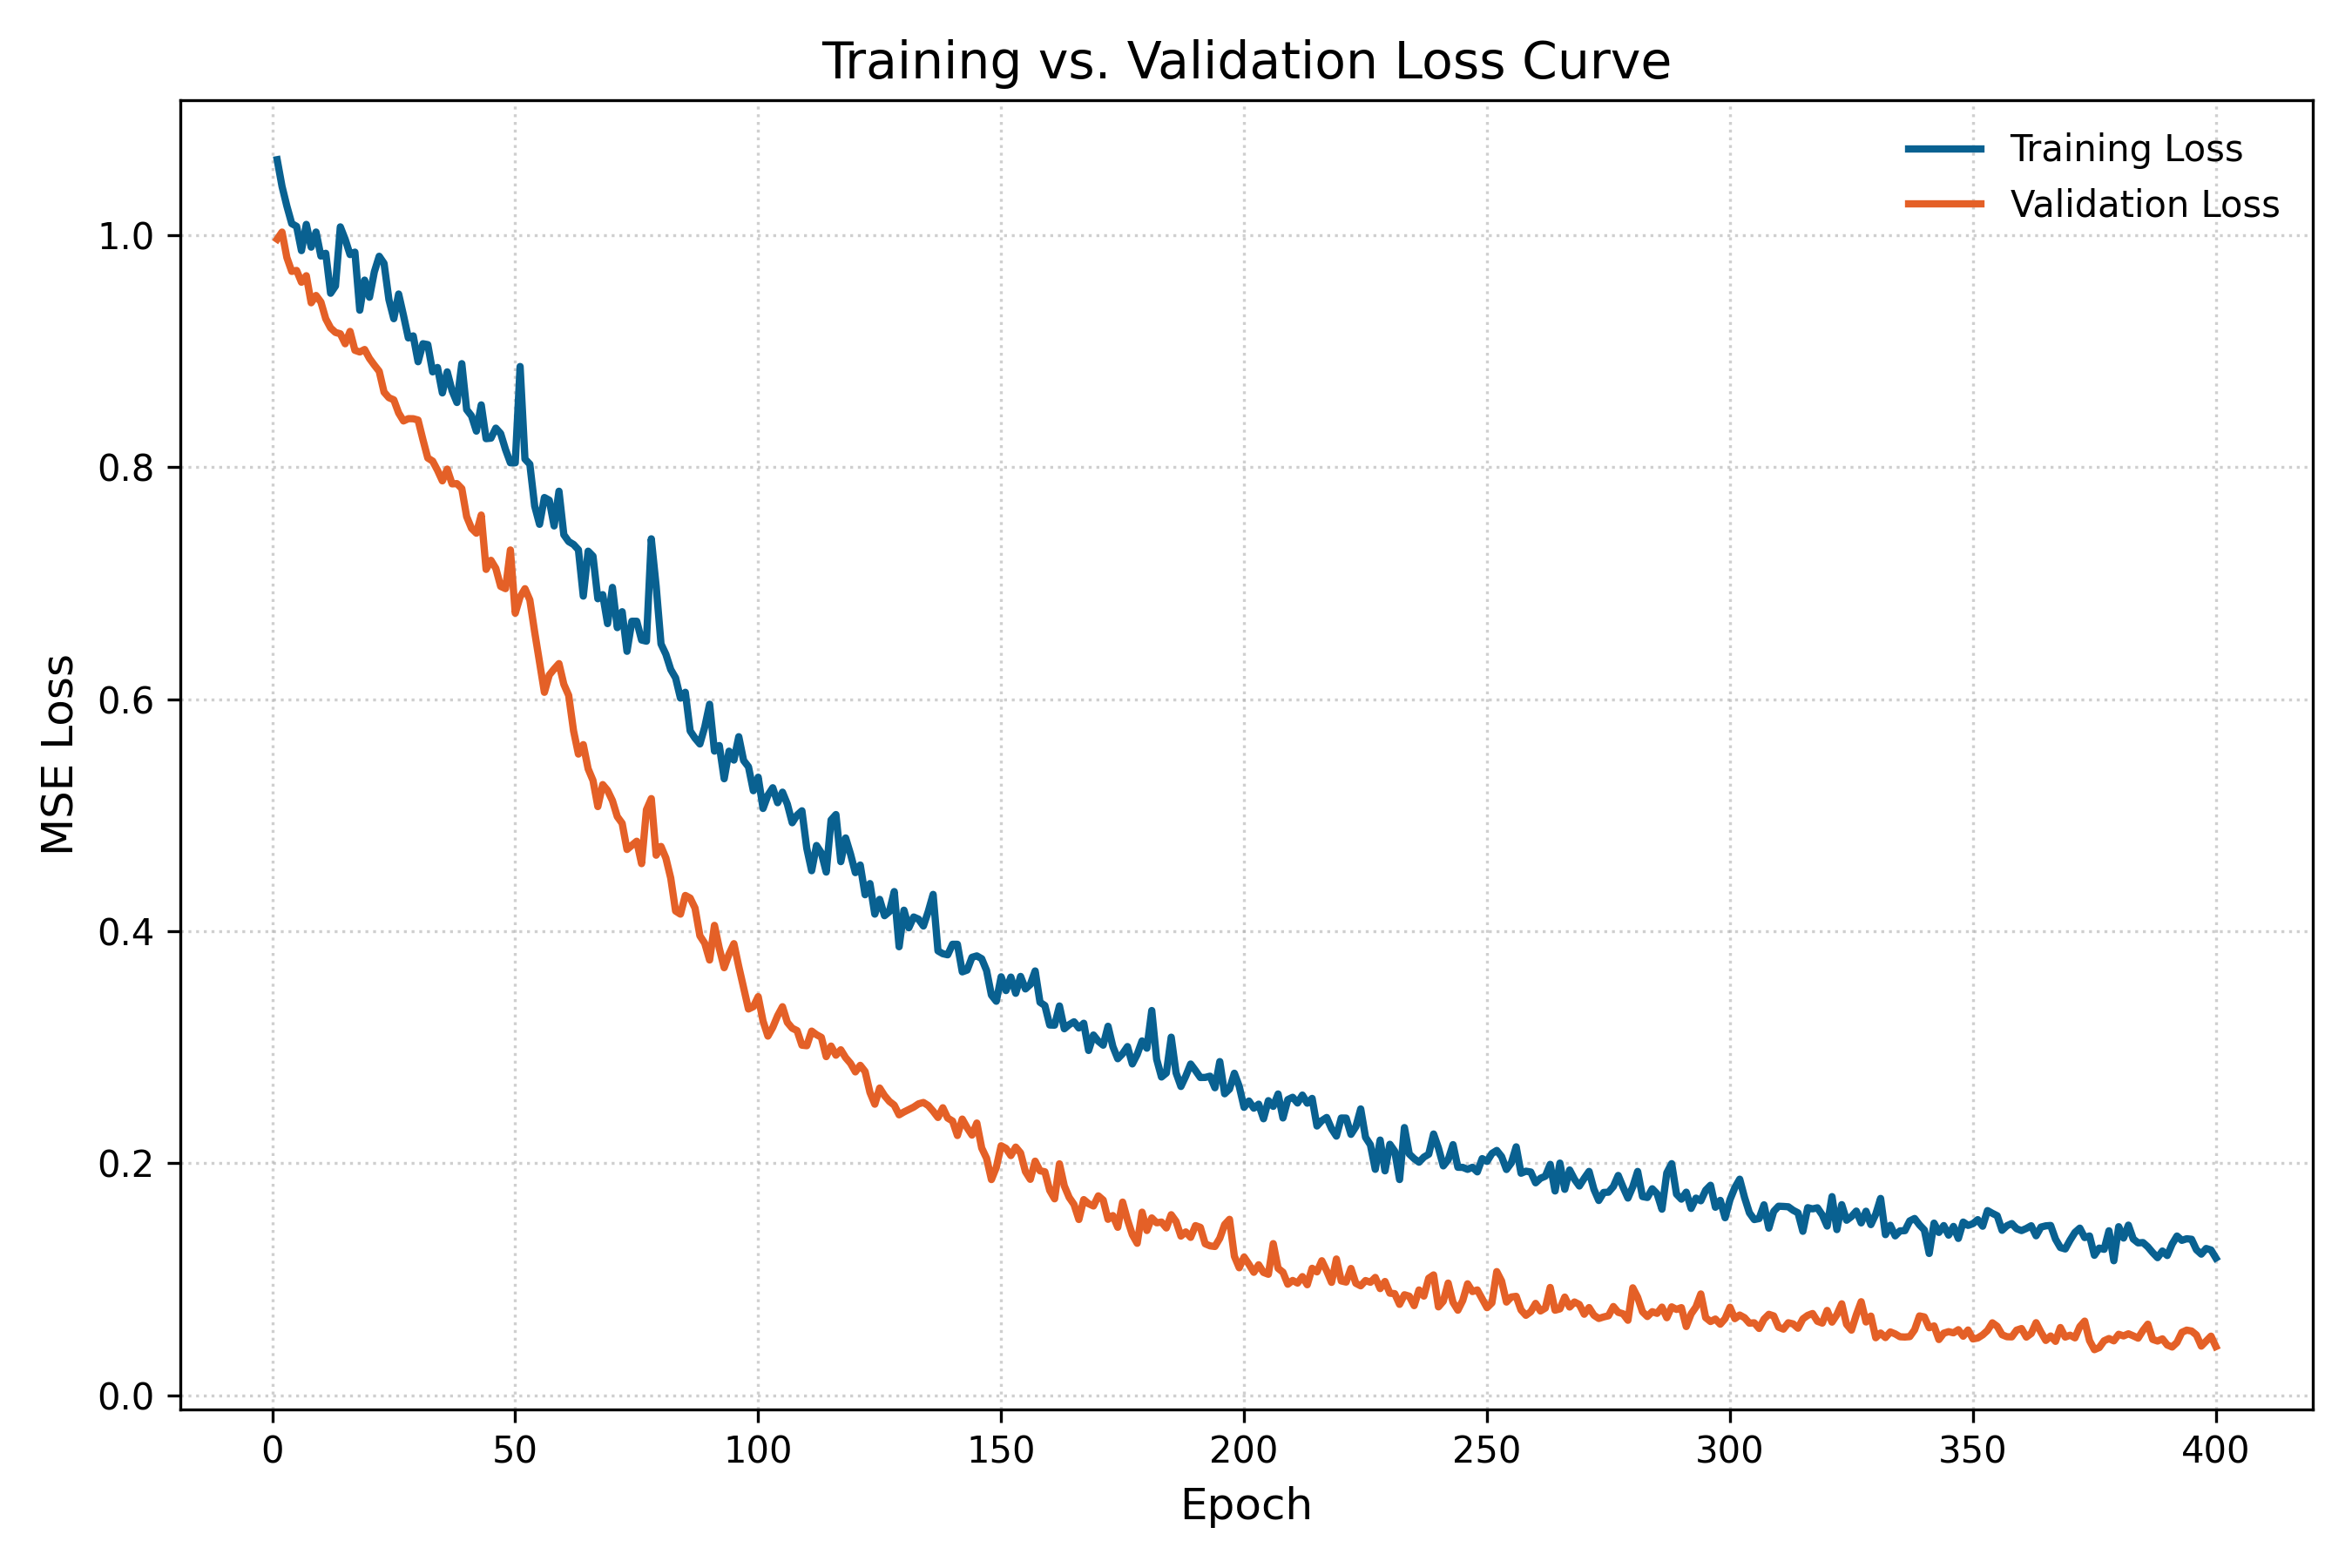 Training vs. Validation Loss Curve
Training Loss
Validation Loss
MSE Loss
1.0
0.8
0.6
0.4
0.2
0.0
0 50 100 150 200 250 300 350 400
Epoch